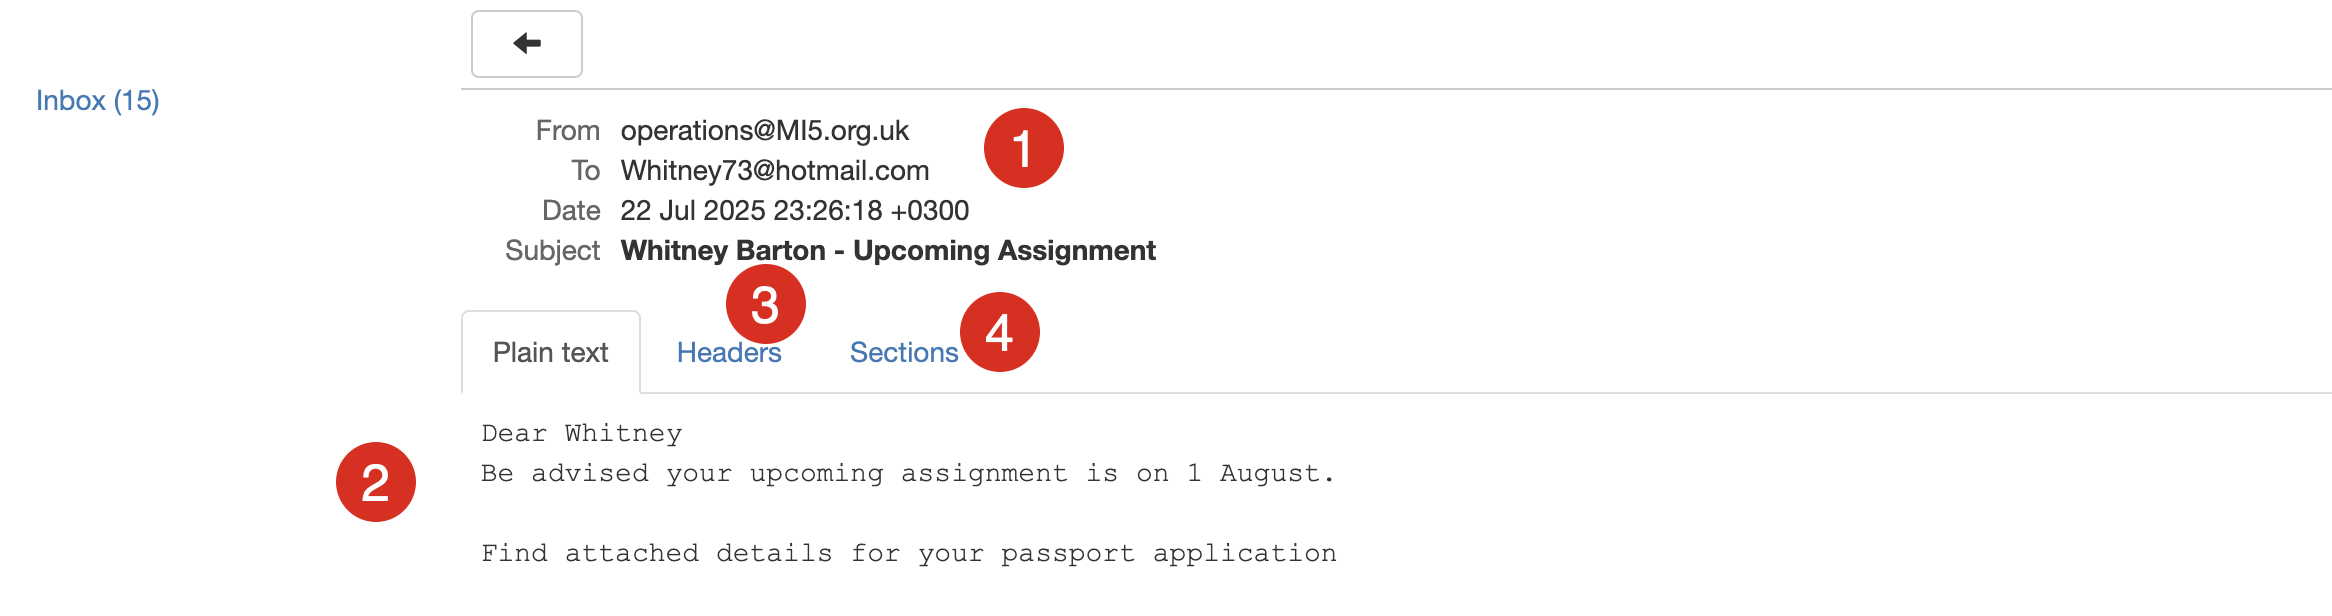 Inbox (15)
From operations@MI5.org.uk
1
To Whitney73@hotmail.com
Date 22 Jul 2025 23:26:18 +0300
Subject Whitney Barton - Upcoming Assignment
3
4
Plain text Headers Sections
Dear Whitney
2
Be advised your upcoming assignment is on 1 August.
Find attached details for your passport application